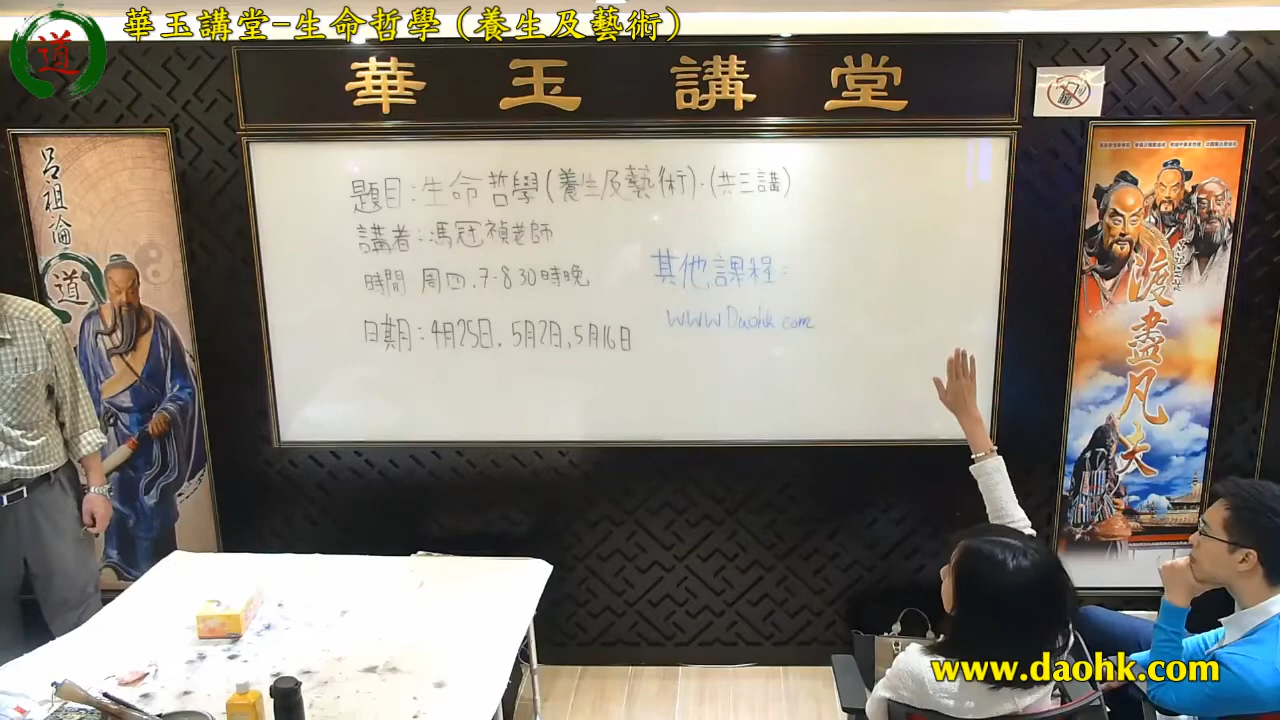 道
華玉講堂-生命哲學（養生及藝術）
華玉講堂
呂祖論
道
題目：生命哲學(養生及藝術)．(共三講)
講者：馮冠禎老師
時間 周四．7-8 30時晚
日期：4月25日．5月2日,5月16日
其他課程：
www Daohk com
渡盡凡夫
www.daohk.com